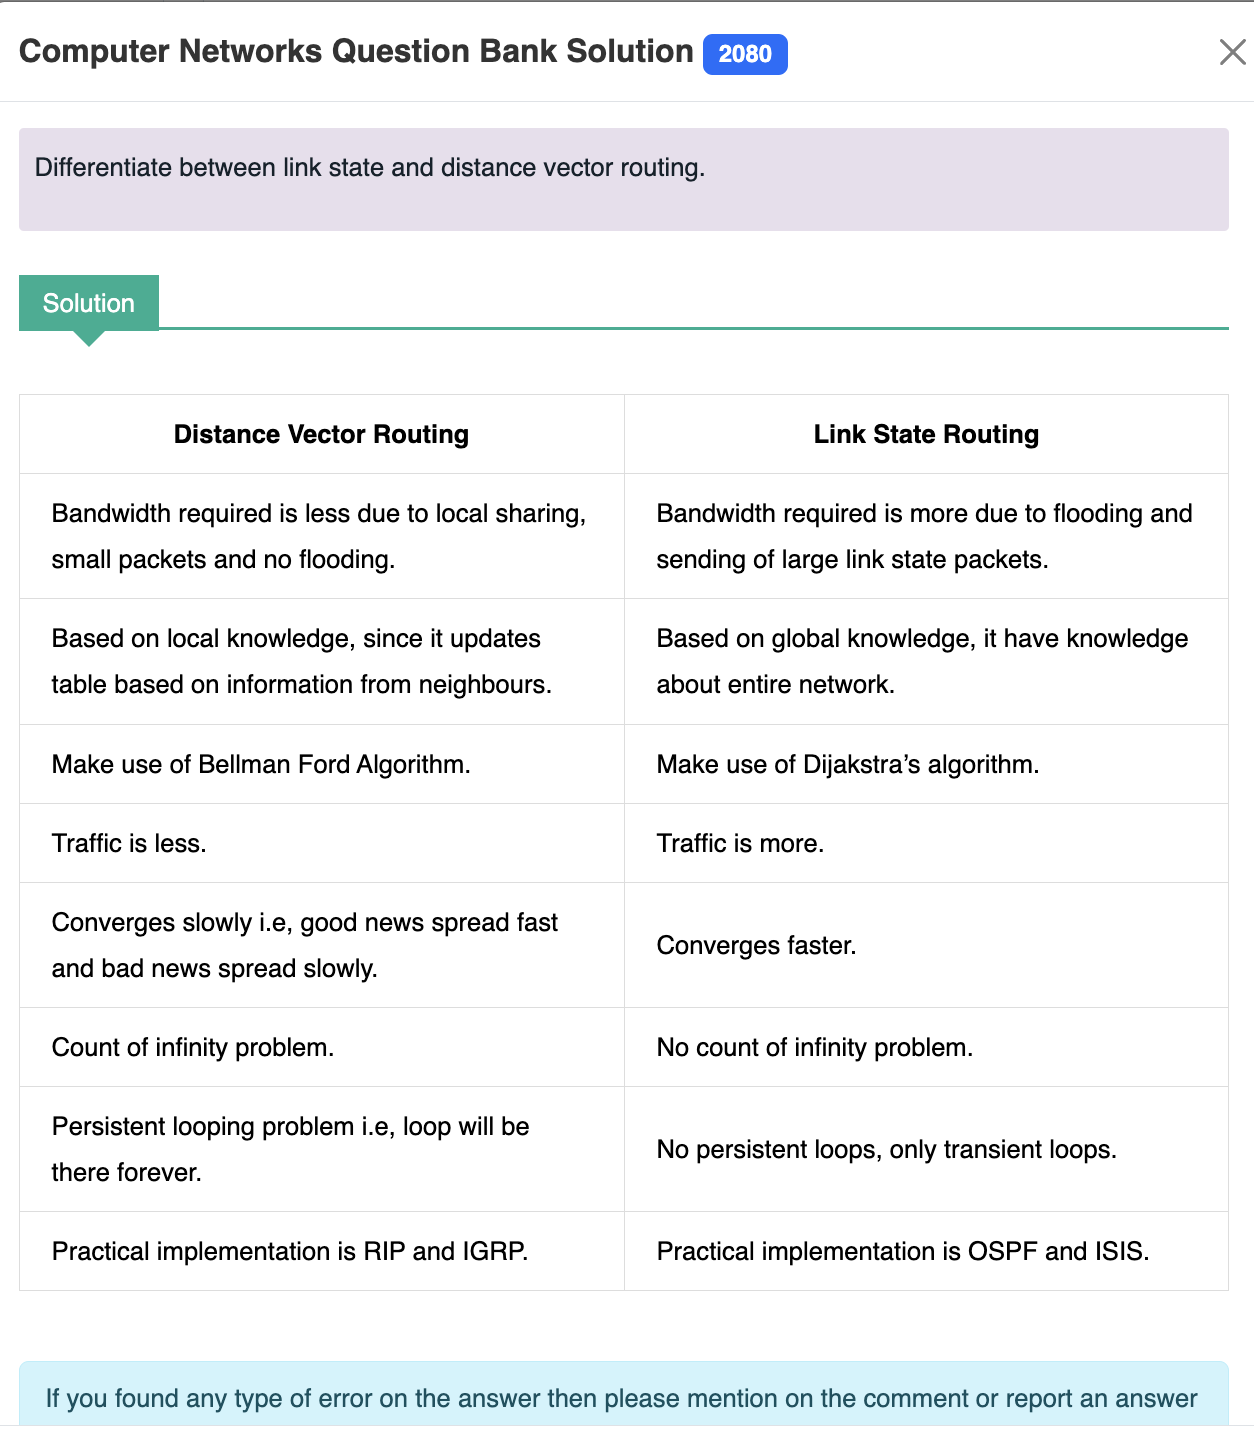 Computer Networks Question Bank Solution 2080
Differentiate between link state and distance vector routing.
Solution
Distance Vector Routing
Link State Routing
Bandwidth required is less due to local sharing,
small packets and no flooding.
Bandwidth required is more due to flooding and
sending of large link state packets.
Based on local knowledge, since it updates
table based on information from neighbours.
Based on global knowledge, it have knowledge
about entire network.
Make use of Bellman Ford Algorithm.
Make use of Dijakstra’s algorithm.
Traffic is less.
Traffic is more.
Converges slowly i.e, good news spread fast
and bad news spread slowly.
Converges faster.
Count of infinity problem.
No count of infinity problem.
Persistent looping problem i.e, loop will be
there forever.
No persistent loops, only transient loops.
Practical implementation is RIP and IGRP.
Practical implementation is OSPF and ISIS.
If you found any type of error on the answer then please mention on the comment or report an answer